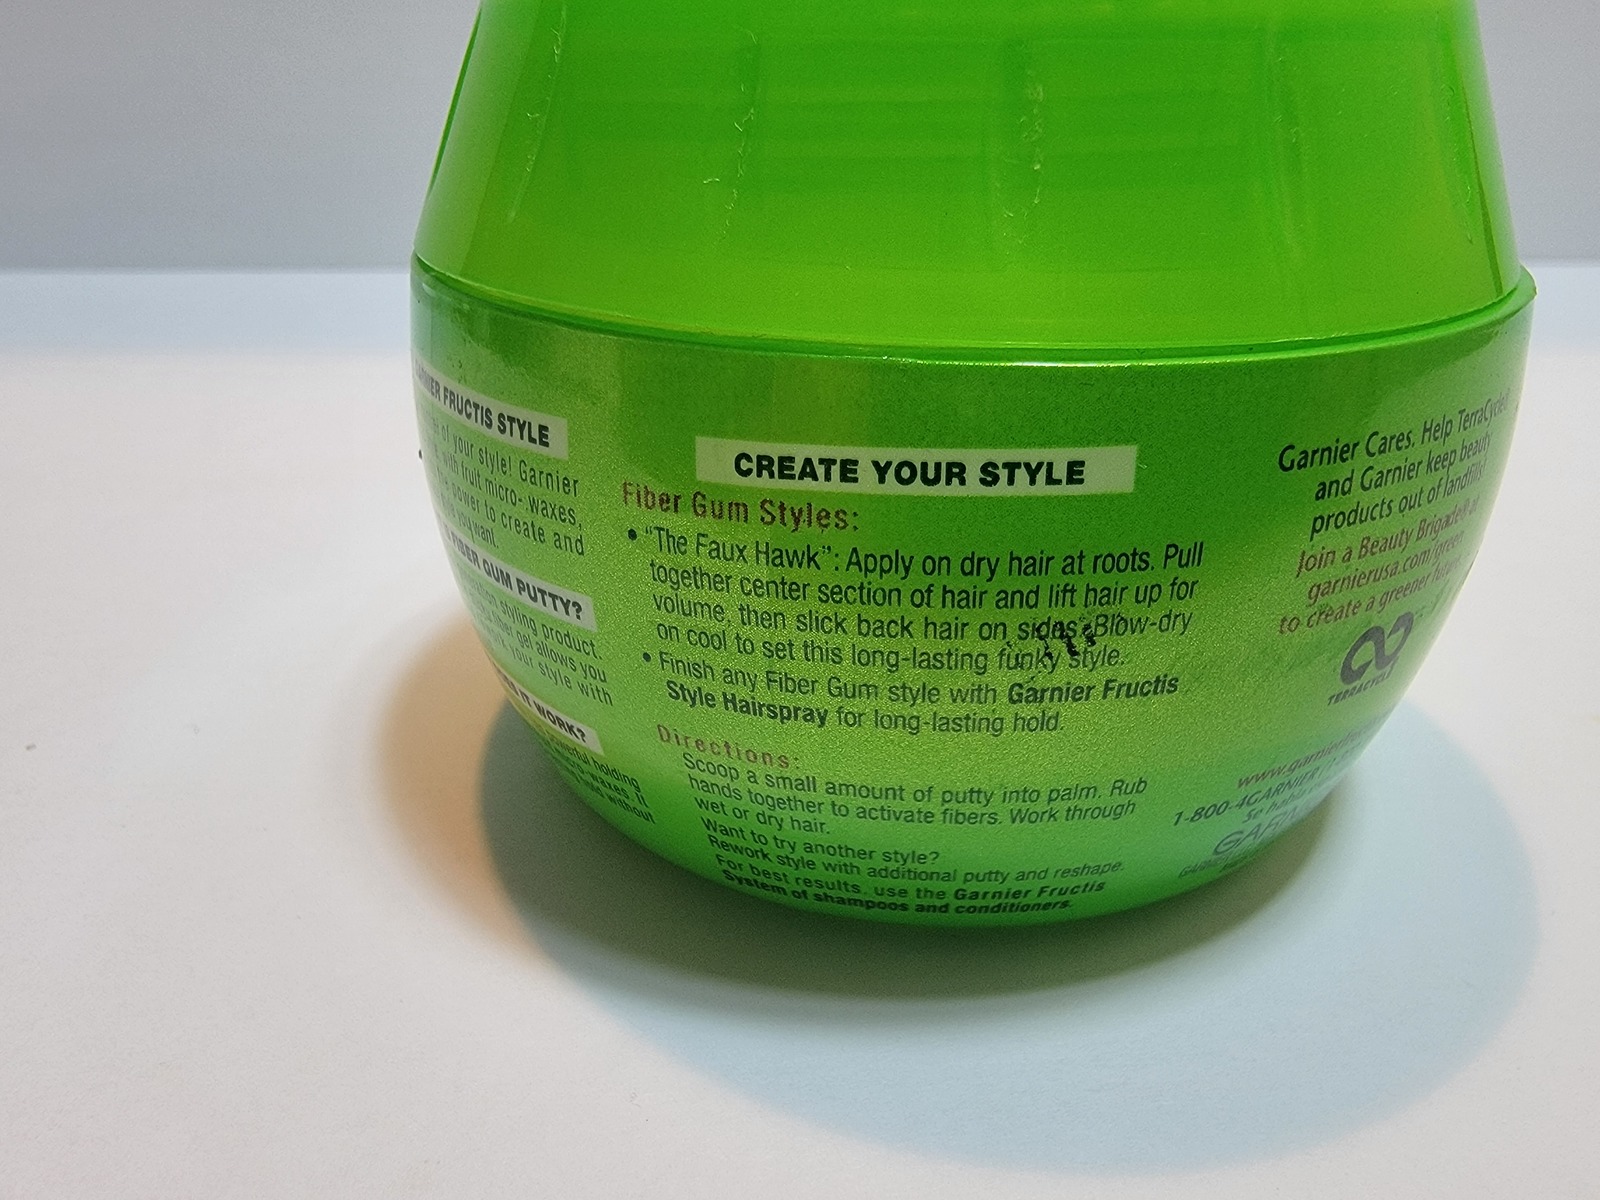 FRUCTIS STYLE
of your style! Garnier
with fruit micro-waxes,
power to create and
you want.
FIBER GUM PUTTY?
styling product.
fiber gel allows you
your style with
IT WORK?
holding
It
without
CREATE YOUR STYLE
Fiber Gum Styles:
• "The Faux Hawk": Apply on dry hair at roots. Pull
together center section of hair and lift hair up for
volume, then slick back hair on sides. Blow-dry
on cool to set this long-lasting funky style.
• Finish any Fiber Gum style with Garnier Fructis
Style Hairspray for long-lasting hold.
Directions:
Scoop a small amount of putty into palm. Rub
hands together to activate fibers. Work through
wet or dry hair.
Want to try another style?
Rework style with additional putty and reshape.
For best results, use the Garnier Fructis
System of shampoos and conditioners.
Garnier Cares. Help TerraCycle®
and Garnier keep beauty
products out of landfills!
Join a Beauty Brigade® at
garnierusa.com/green
to create a greener future.
TERRACYCLE
1-800-4GARNIER
Se habla